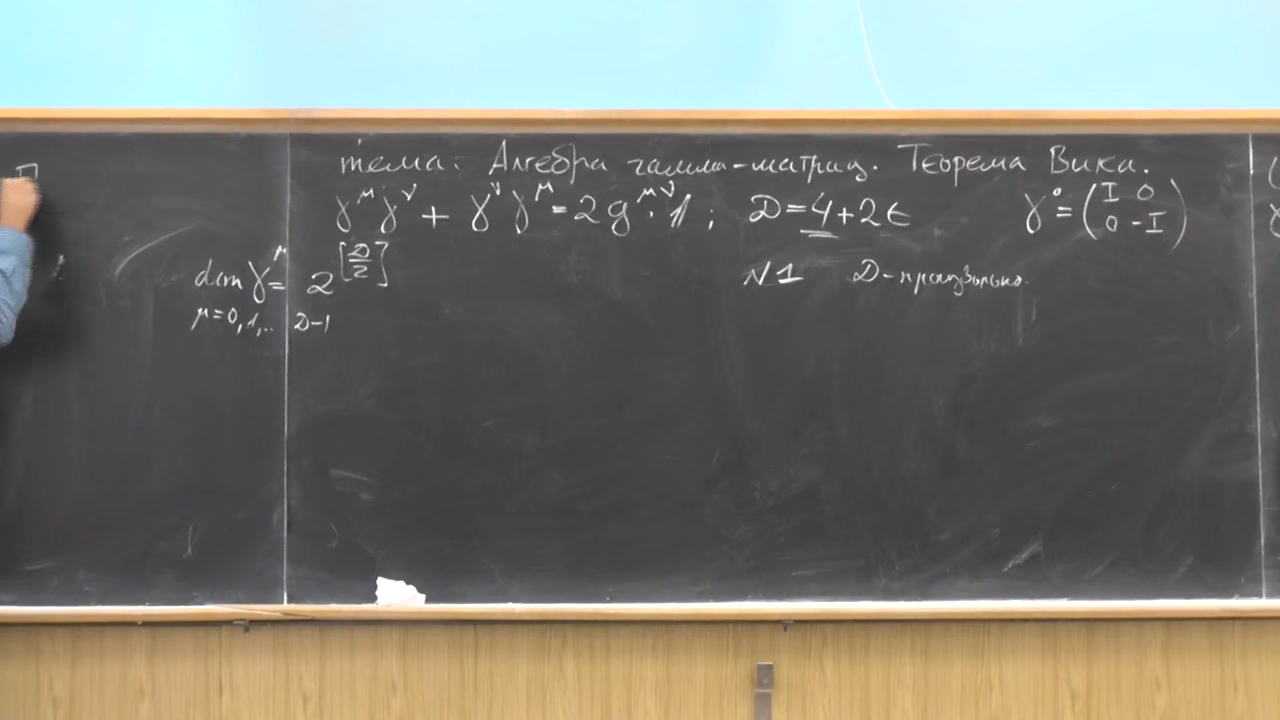 тема: Алгебра гамма-матриц. Теорема Вика.
γ^μ γ^ν + γ^ν γ^μ = 2g^{μν}·1; D=4+2ϵ γ^0 = (I 0 0 -I)
dim γ^μ = 2^{[D/2]}
μ=0,1,.. D-1
N1 D-произвольно.